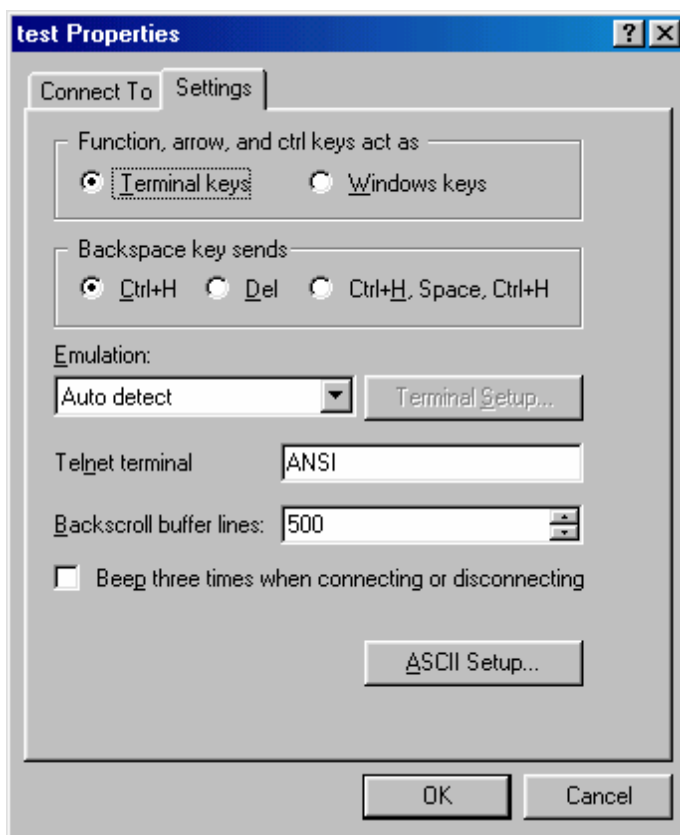 test Properties
Connect To Settings
Function, arrow, and ctrl keys act as
Terminal keys Windows keys
Backspace key sends
Ctrl+H Del Ctrl+H, Space, Ctrl+H
Emulation:
Auto detect Terminal Setup...
Telnet terminal ANSI
Backscroll buffer lines: 500
Beep three times when connecting or disconnecting
ASCII Setup...
OK Cancel